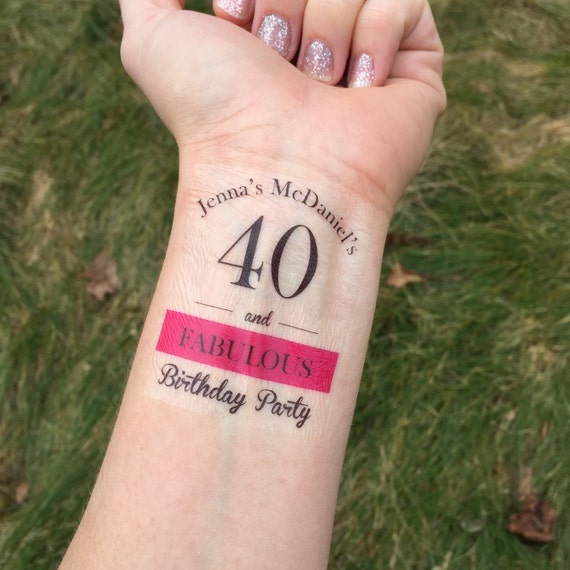 Jenna's McDaniel's
40
and
FABULOUS
Birthday Party